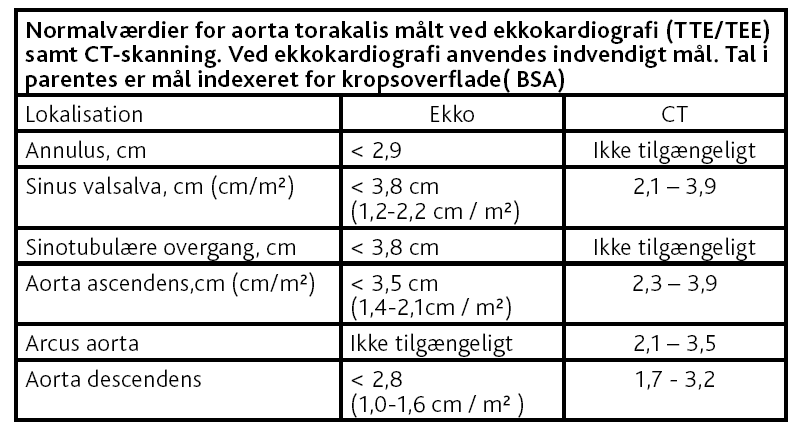 Normalværdier for aorta torakalis målt ved ekkokardiografi (TTE/TEE)
samt CT-skanning. Ved ekkokardiografi anvendes indvendigt mål. Tal i
parentes er mål indexeret for kropsoverflade( BSA)
Lokalisation Ekko CT
Annulus, cm < 2,9 Ikke tilgængeligt
Sinus valsalva, cm (cm/m²) < 3,8 cm 2,1 – 3,9
(1,2-2,2 cm / m²)
Sinotubulære overgang, cm < 3,8 cm Ikke tilgængeligt
Aorta ascendens,cm (cm/m²) < 3,5 cm 2,3 – 3,9
(1,4-2,1cm / m²)
Arcus aorta Ikke tilgængeligt 2,1 – 3,5
Aorta descendens < 2,8 1,7 - 3,2
(1,0-1,6 cm / m² )